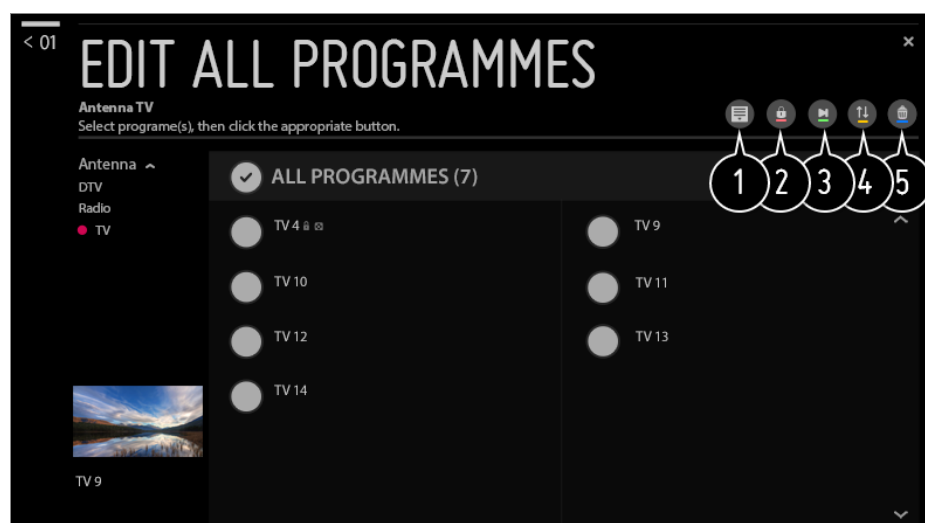 < 01
EDIT ALL PROGRAMMES
×
Antenna TV
Select programe(s), then click the appropriate button.
Antenna
DTV
Radio
TV
1
2
3
4
5
ALL PROGRAMMES (7)
TV 4
TV 9
TV 10
TV 11
TV 12
TV 13
TV 14
TV 9